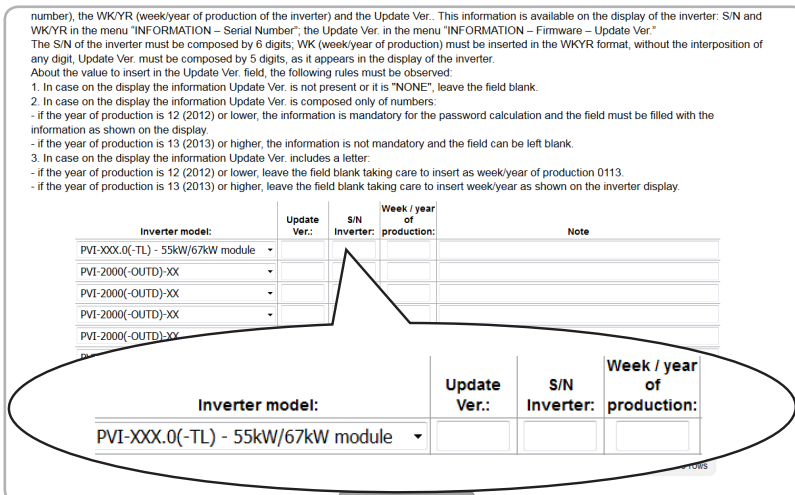 number), the WK/YR (week/year of production of the inverter) and the Update Ver.. This information is available on the display of the inverter: S/N and
WK/YR in the menu "INFORMATION – Serial Number"; the Update Ver. in the menu "INFORMATION – Firmware – Update Ver."
The S/N of the inverter must be composed by 6 digits; WK (week/year of production) must be inserted in the WKYR format, without the interposition of
any digit, Update Ver. must be composed by 5 digits, as it appears in the display of the inverter.
About the value to insert in the Update Ver. field, the following rules must be observed:
1. In case on the display the information Update Ver. is not present or it is "NONE", leave the field blank.
2. In case on the display the information Update Ver. is composed only of numbers:
- if the year of production is 12 (2012) or lower, the information is mandatory for the password calculation and the field must be filled with the
information as shown on the display.
- if the year of production is 13 (2013) or higher, the information is not mandatory and the field can be left blank.
3. In case on the display the information Update Ver. includes a letter:
- if the year of production is 12 (2012) or lower, leave the field blank taking care to insert as week/year of production 0113.
- if the year of production is 13 (2013) or higher, leave the field blank taking care to insert week/year as shown on the inverter display.
Week / year
Update S/N of
Inverter model: Ver.: Inverter: production: Note
PVI-XXX.0(-TL) - 55kW/67kW module
PVI-2000(-OUTD)-XX
PVI-2000(-OUTD)-XX
PVI-2000(-OUTD)-XX
PVI-2000(-OUTD)-XX
Week / year
Update S/N of
Inverter model: Ver.: Inverter: production:
PVI-XXX.0(-TL) - 55kW/67kW module
rows